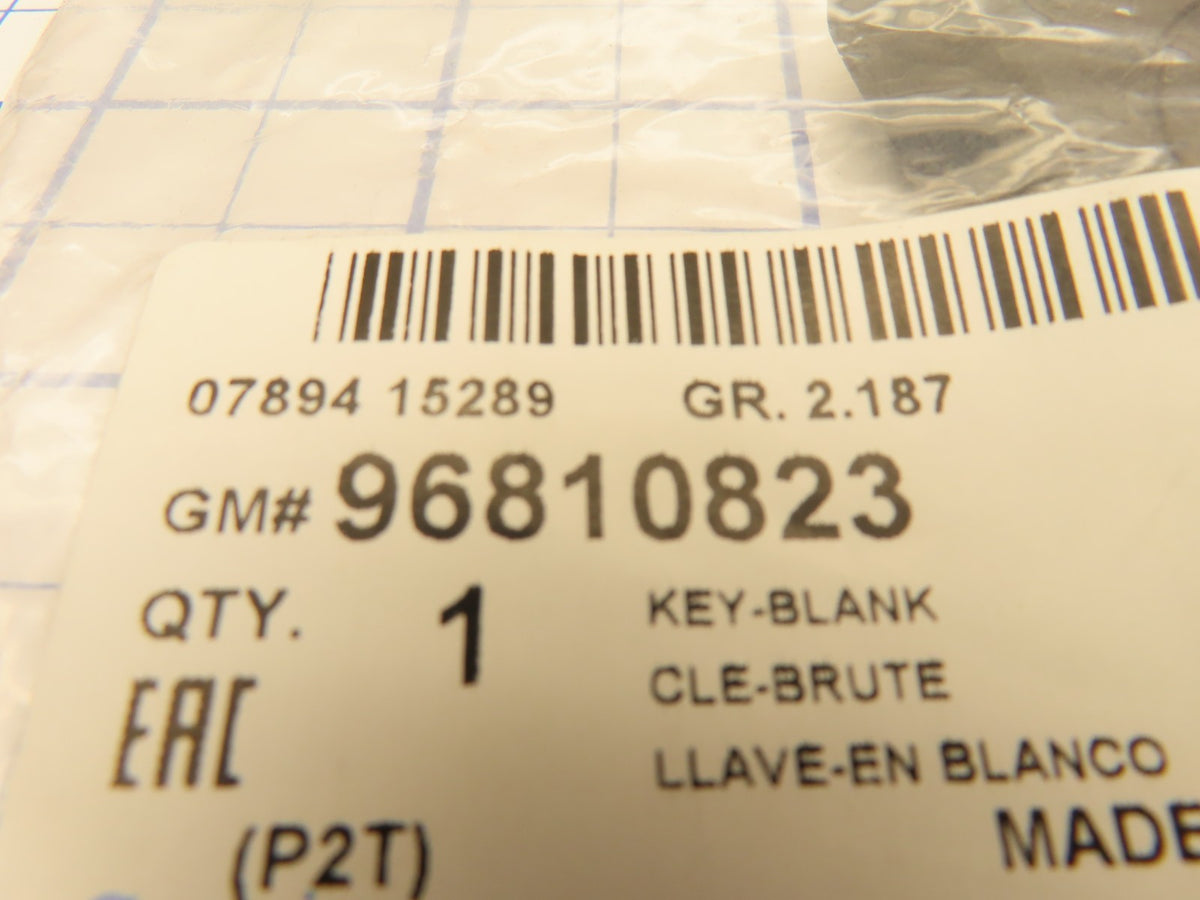 07894 15289 GR. 2.187
GM# 96810823
QTY. 1 KEY-BLANK
CLE-BRUTE
EAC
LLAVE-EN BLANCO
MADE
(P2T)